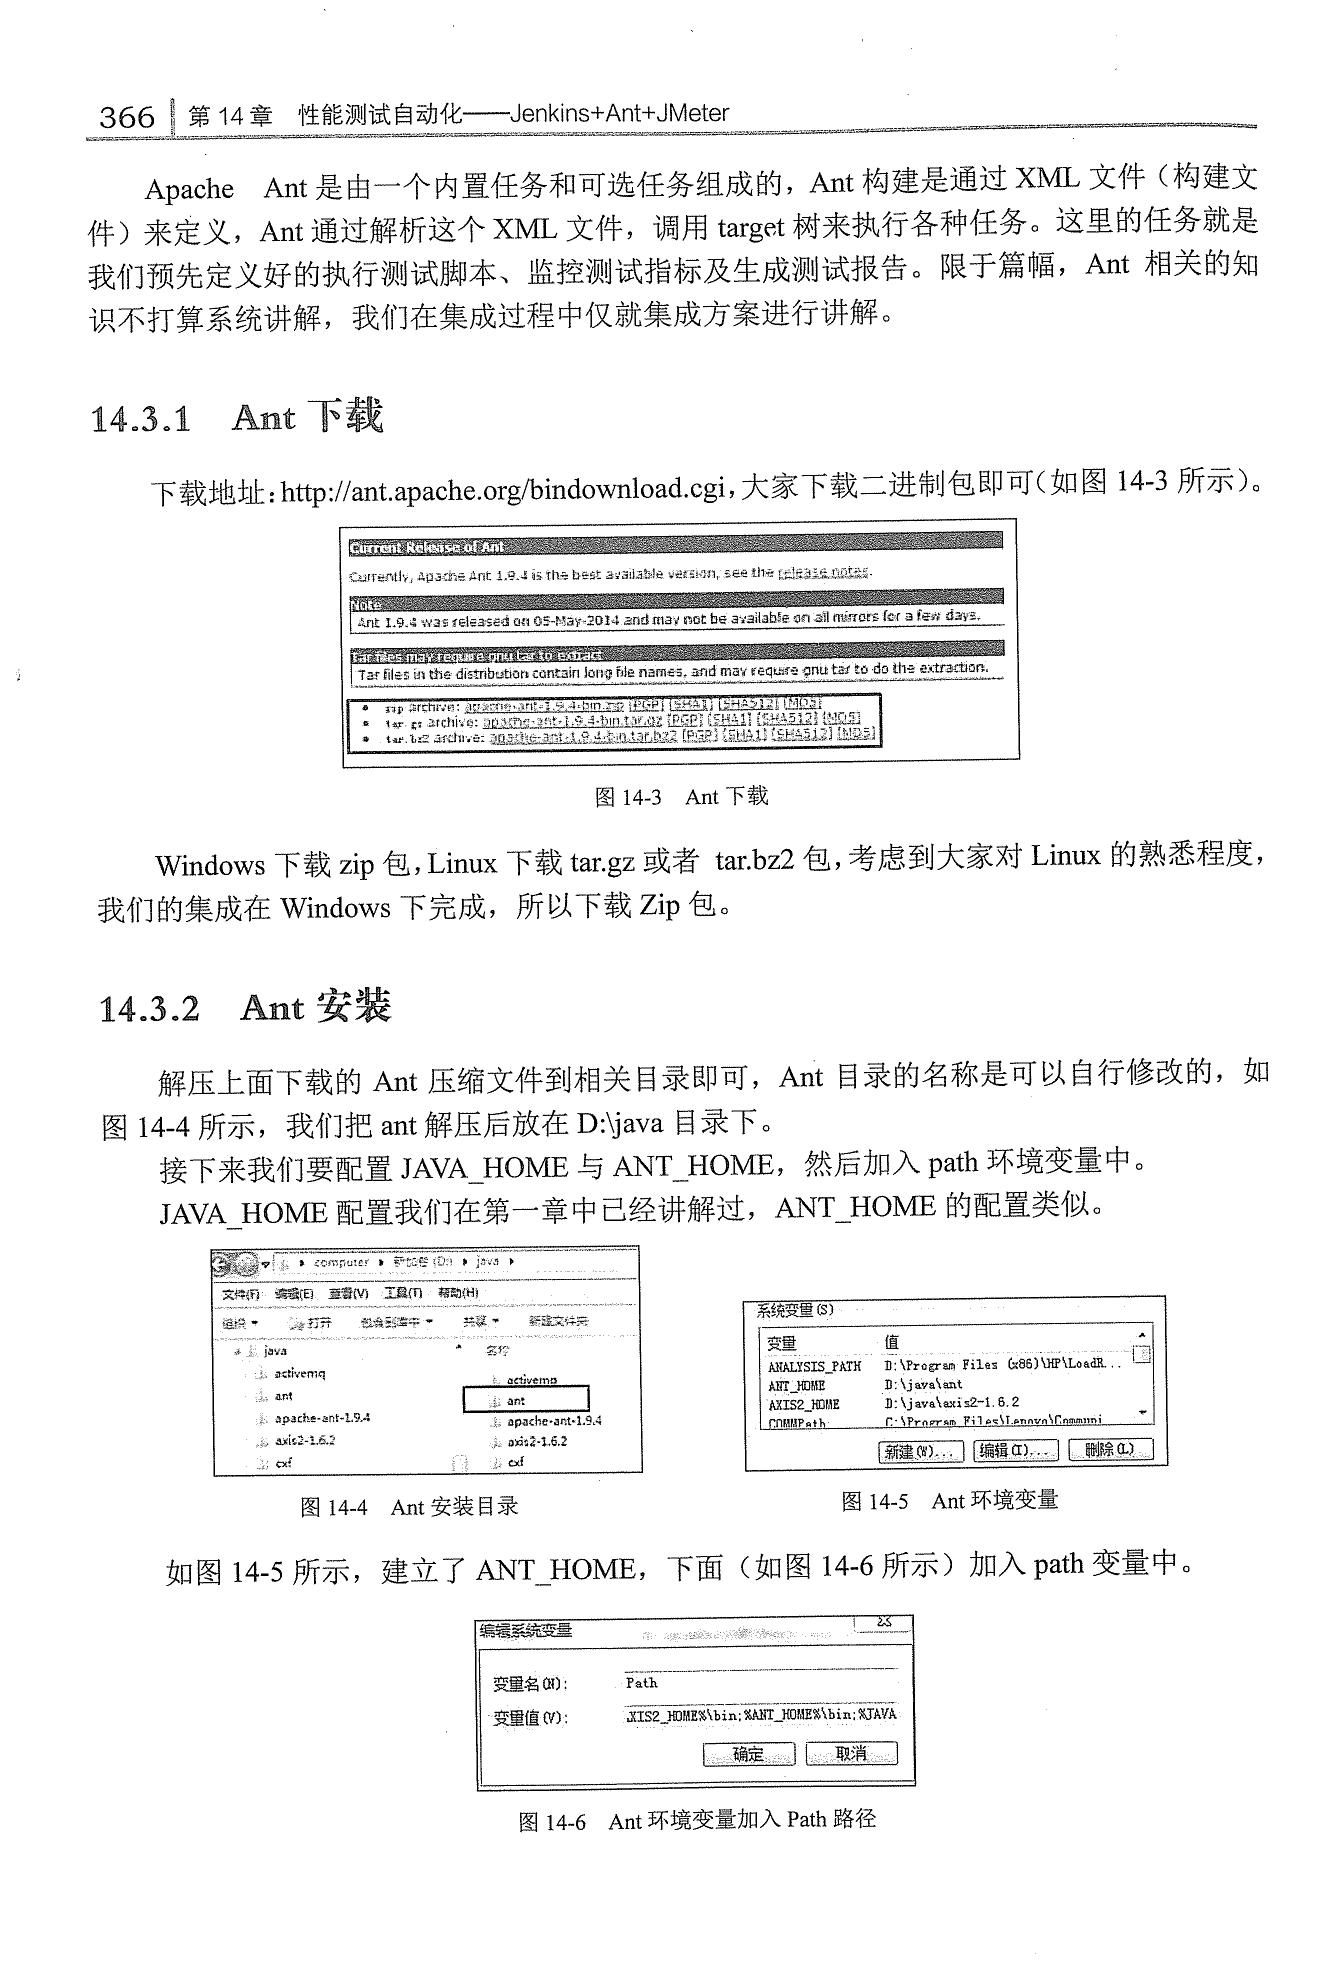 366 第 14 章 性能测试自动化——Jenkins+Ant+JMeter
Apache Ant 是由一个内置任务和可选任务组成的，Ant 构建是通过 XML 文件（构建文
件）来定义，Ant 通过解析这个 XML 文件，调用 target 树来执行各种任务。这里的任务就是
我们预先定义好的执行测试脚本、监控测试指标及生成测试报告。限于篇幅，Ant 相关的知
识不打算系统讲解，我们在集成过程中仅就集成方案进行讲解。
14.3.1 Ant 下载
下载地址：http://ant.apache.org/bindownload.cgi，大家下载二进制包即可（如图 14-3 所示）。
Current Release of Ant
Currently, Apache Ant 1.9.4 is the best available version, see the release notes.
Note
Ant 1.9.4 was released on 05-May-2014 and may not be available on all mirrors for a few days.
Tar files may require gnu tar to extract
Tar files in the distribution contain long file names, and may require gnu tar to do the extraction.
• zip archive: apache-ant-1.9.4-bin.zip [PGP] [SHA1] [SHA512] [MD5]
• tar.gz archive: apache-ant-1.9.4-bin.tar.gz [PGP] [SHA1] [SHA512] [MD5]
• tar.bz2 archive: apache-ant-1.9.4-bin.tar.bz2 [PGP] [SHA1] [SHA512] [MD5]
图 14-3 Ant 下载
Windows 下载 zip 包，Linux 下载 tar.gz 或者 tar.bz2 包，考虑到大家对 Linux 的熟悉程度，
我们的集成在 Windows 下完成，所以下载 Zip 包。
14.3.2 Ant 安装
解压上面下载的 Ant 压缩文件到相关目录即可，Ant 目录的名称是可以自行修改的，如
图 14-4 所示，我们把 ant 解压后放在 D:\java 目录下。
接下来我们要配置 JAVA_HOME 与 ANT_HOME，然后加入 path 环境变量中。
JAVA_HOME 配置我们在第一章中已经讲解过，ANT_HOME 的配置类似。
computer 新加卷 (D:) java
文件(F) 编辑(E) 查看(V) 工具(T) 帮助(H)
组织 打开 包含到库中 共享 新建文件夹
java 名称
activemq activemq
ant ant
apache-ant-1.9.4 apache-ant-1.9.4
axis2-1.6.2 axis2-1.6.2
cxf cxf
图 14-4 Ant 安装目录
系统变量(S)
变量 值
ANALYSIS_PATH D:\Program Files (x86)\HP\LoadR...
ANT_HOME D:\java\ant
AXIS2_HOME D:\java\axis2-1.6.2
COMMPath C:\Program Files\Lenovo\Communi
新建(W)... 编辑(I)... 删除(L)
图 14-5 Ant 环境变量
如图 14-5 所示，建立了 ANT_HOME，下面（如图 14-6 所示）加入 path 变量中。
编辑系统变量
变量名(N): Path
变量值(V): XIS2_HOME%\bin;%ANT_HOME%\bin;%JAVA
确定 取消
图 14-6 Ant 环境变量加入 Path 路径